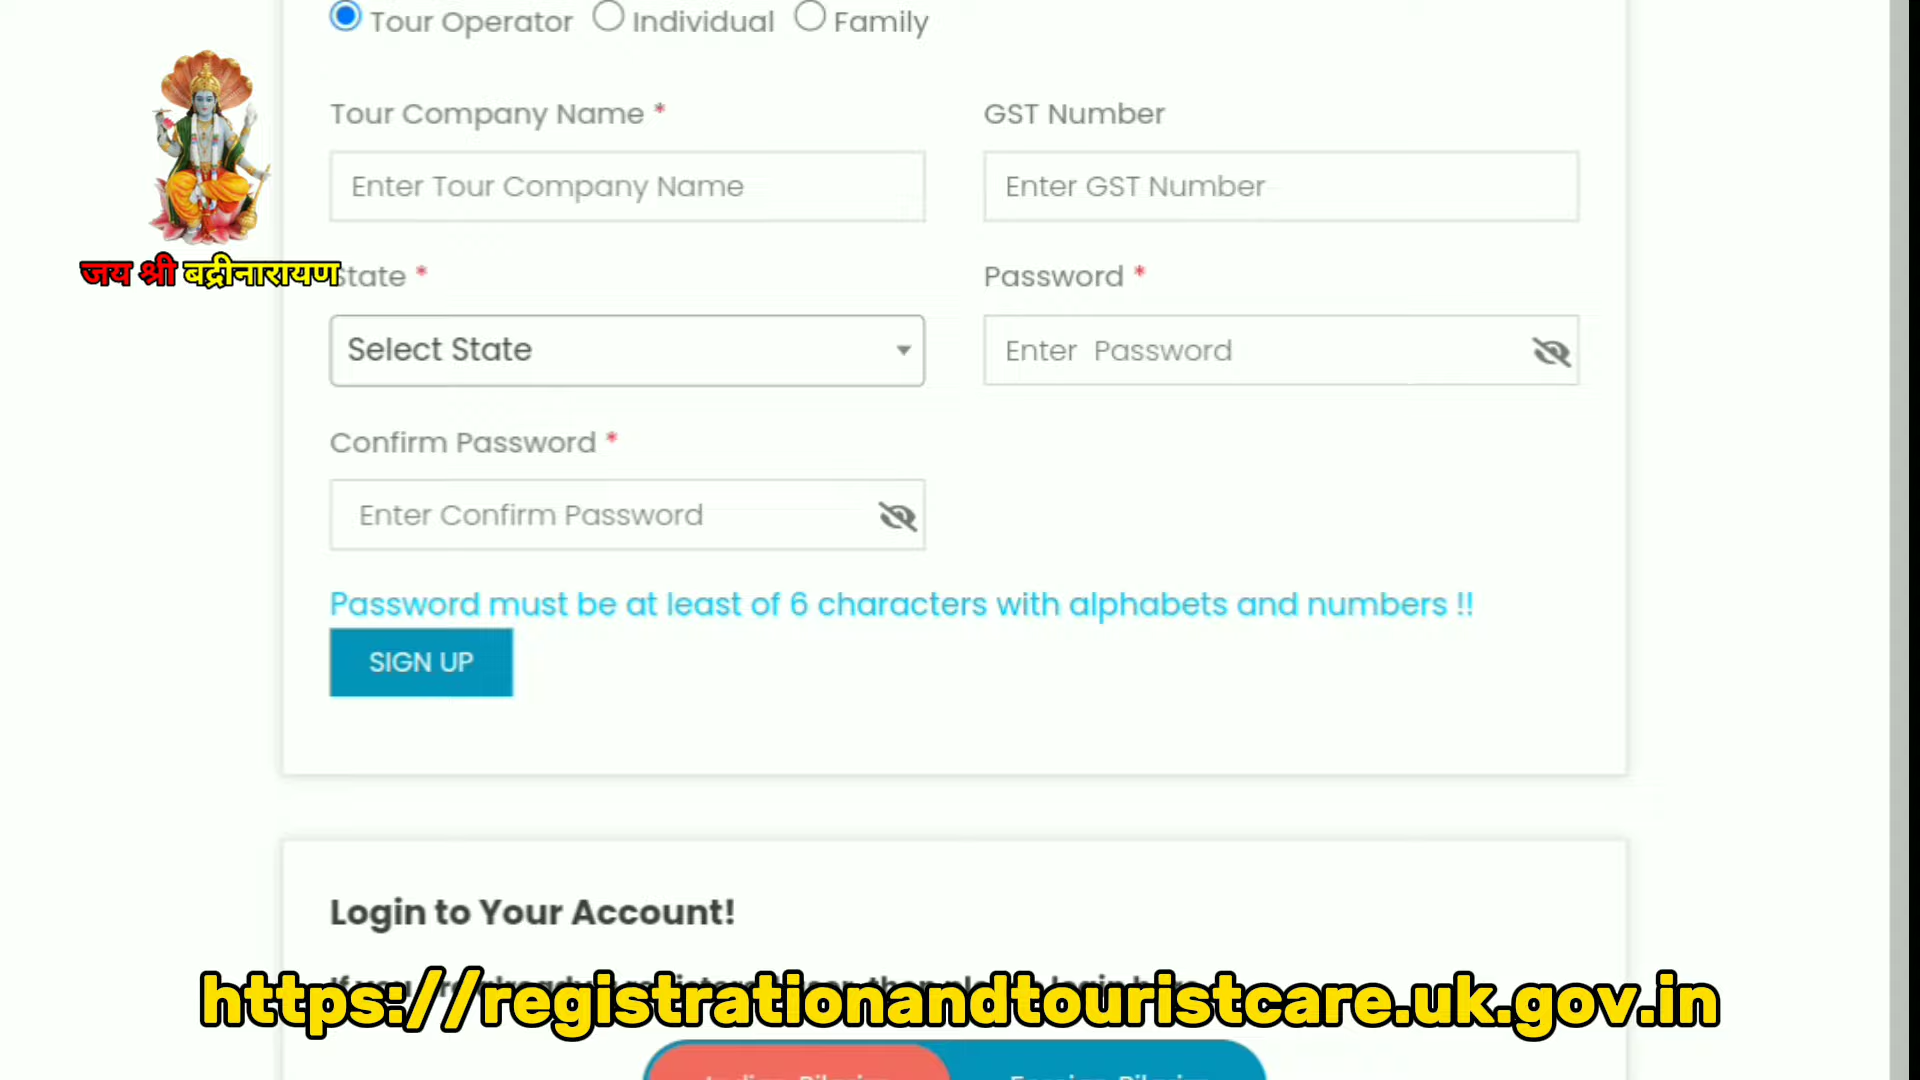 Tour Operator Individual Family
Tour Company Name *
GST Number
Enter Tour Company Name
Enter GST Number
जय श्री बद्रीनारायण
State *
Password *
Select State
Enter Password
Confirm Password *
Enter Confirm Password
Password must be at least of 6 characters with alphabets and numbers !!
SIGN UP
Login to Your Account!
https://registrationandtouristcare.uk.gov.in